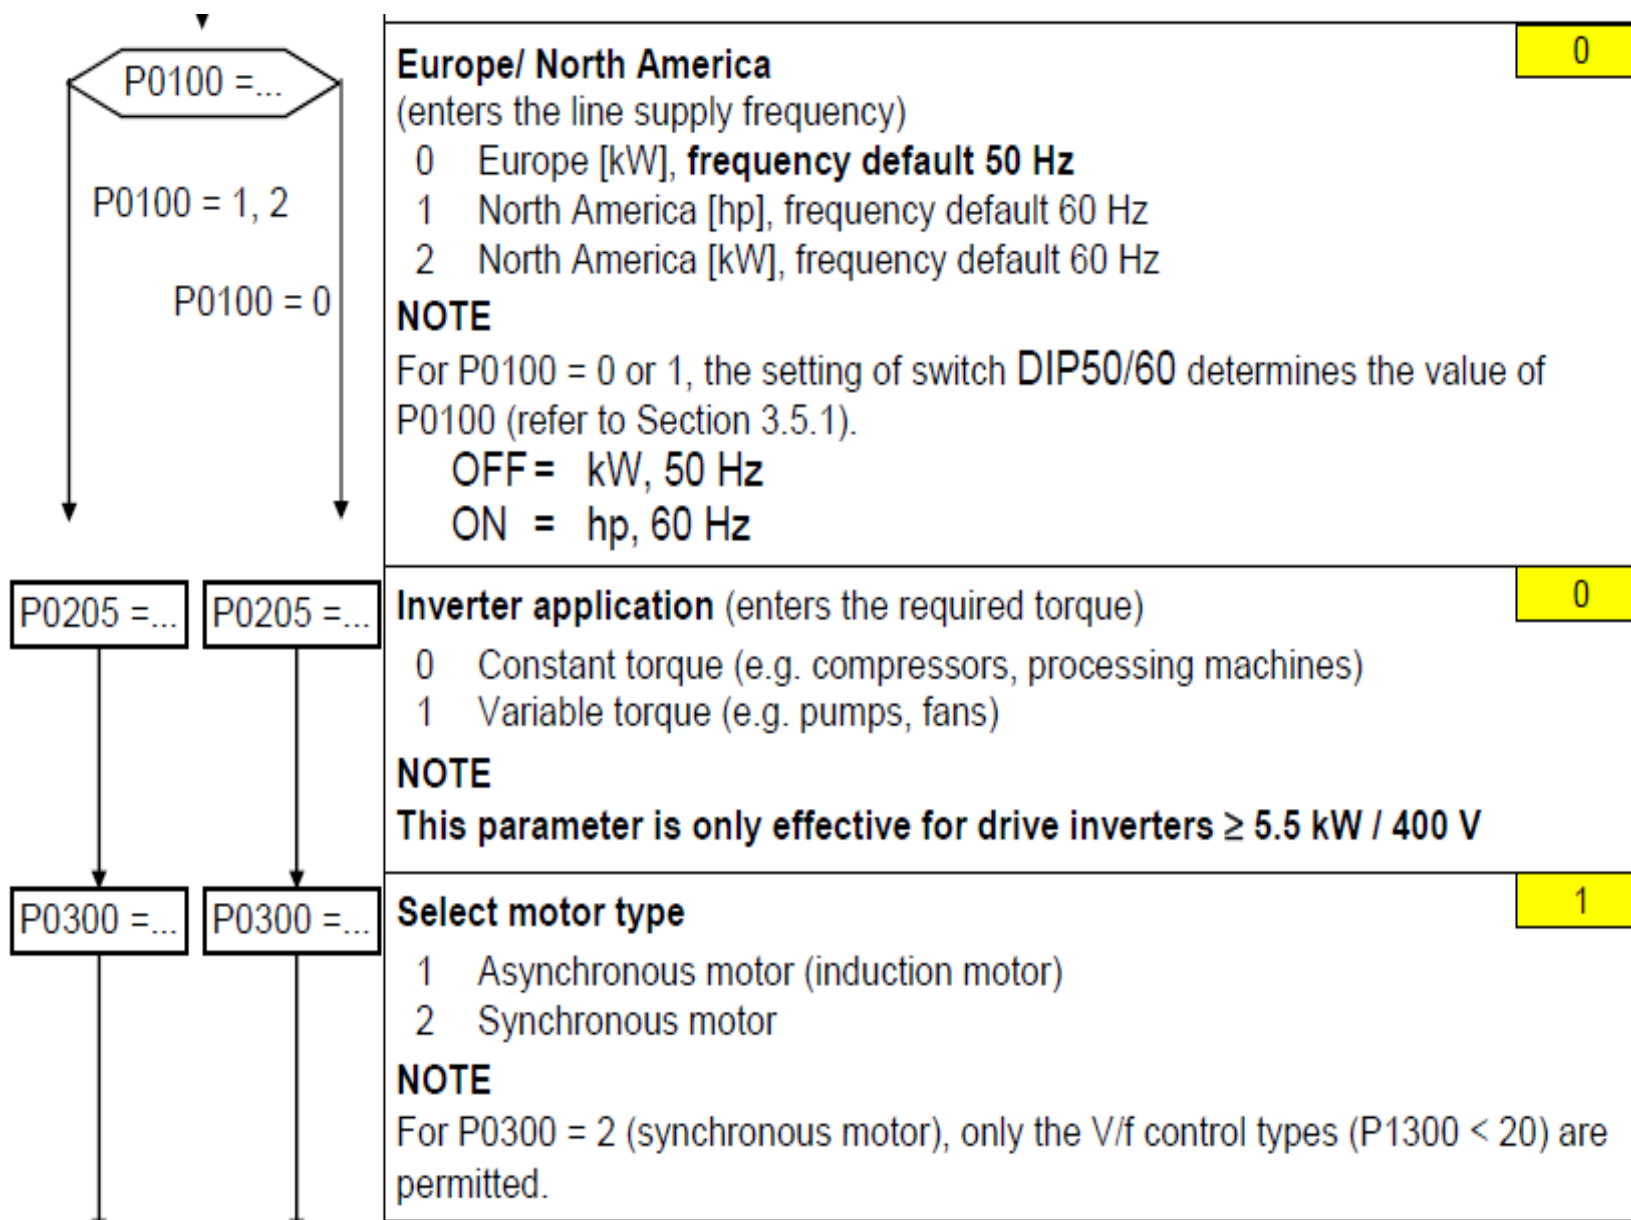 P0100 =...
P0100 = 1, 2
P0100 = 0
Europe/ North America
0
(enters the line supply frequency)
0 Europe [kW], frequency default 50 Hz
1 North America [hp], frequency default 60 Hz
2 North America [kW], frequency default 60 Hz
NOTE
For P0100 = 0 or 1, the setting of switch DIP50/60 determines the value of
P0100 (refer to Section 3.5.1).
OFF = kW, 50 Hz
ON = hp, 60 Hz
P0205 =...
P0205 =...
Inverter application (enters the required torque)
0
0 Constant torque (e.g. compressors, processing machines)
1 Variable torque (e.g. pumps, fans)
NOTE
This parameter is only effective for drive inverters ≥ 5.5 kW / 400 V
P0300 =...
P0300 =...
Select motor type
1
1 Asynchronous motor (induction motor)
2 Synchronous motor
NOTE
For P0300 = 2 (synchronous motor), only the V/f control types (P1300 < 20) are
permitted.